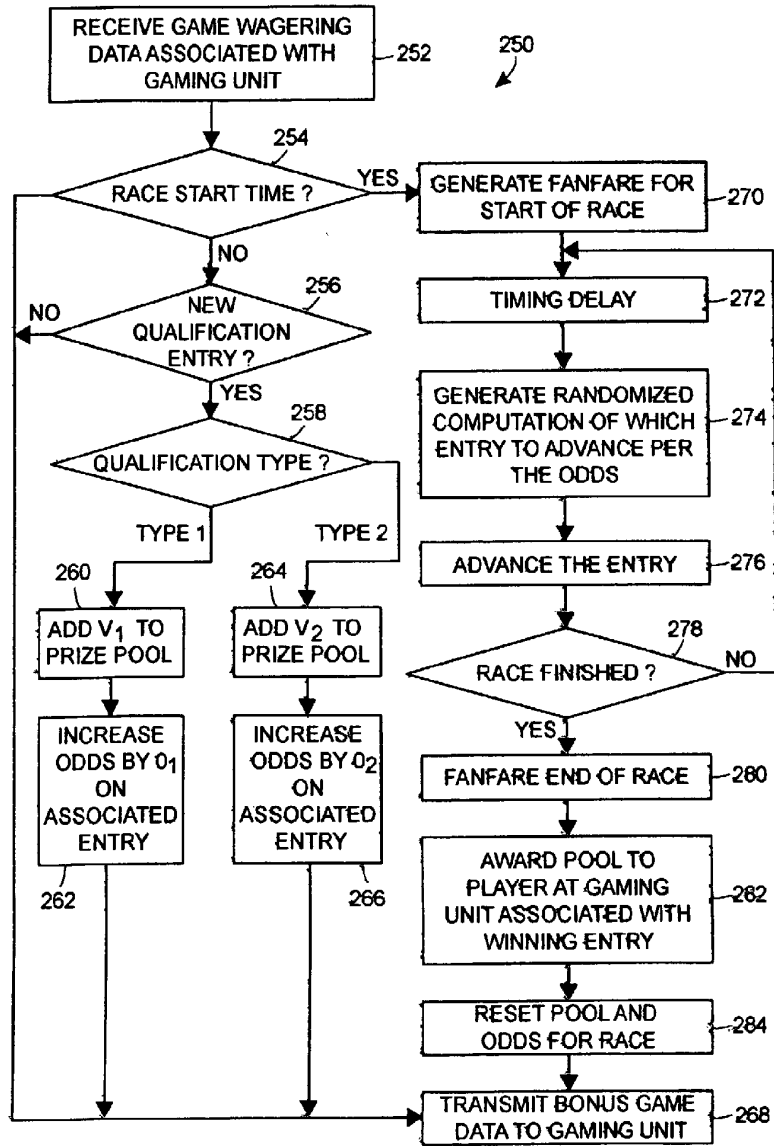 RECEIVE GAME WAGERING
DATA ASSOCIATED WITH
GAMING UNIT
252
250
254
RACE START TIME ?
YES
NO
GENERATE FANFARE FOR
START OF RACE
270
256
NEW
QUALIFICATION
ENTRY ?
NO
YES
TIMING DELAY
272
258
QUALIFICATION TYPE ?
GENERATE RANDOMIZED
COMPUTATION OF WHICH
ENTRY TO ADVANCE PER
THE ODDS
274
TYPE 1
TYPE 2
ADVANCE THE ENTRY
276
260
ADD V1 TO
PRIZE POOL
264
ADD V2 TO
PRIZE POOL
278
RACE FINISHED ?
NO
YES
INCREASE
ODDS BY O1
ON
ASSOCIATED
ENTRY
262
INCREASE
ODDS BY O2
ON
ASSOCIATED
ENTRY
266
FANFARE END OF RACE
280
AWARD POOL TO
PLAYER AT GAMING
UNIT ASSOCIATED WITH
WINNING ENTRY
282
RESET POOL AND
ODDS FOR RACE
284
TRANSMIT BONUS GAME
DATA TO GAMING UNIT
268